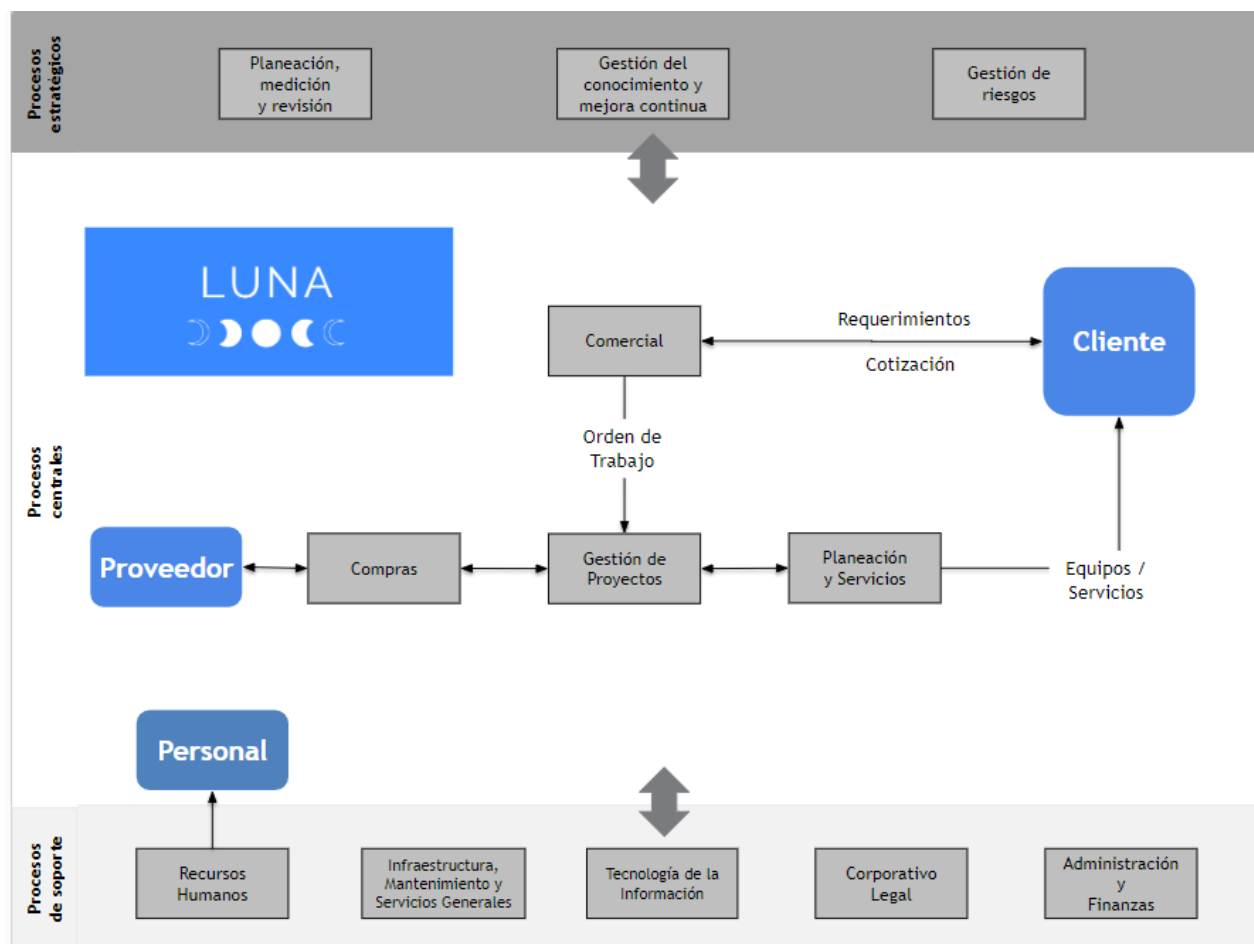 Procesos
estratégicos
Planeación,
medición
y revisión
Gestión del
conocimiento y
mejora continua
Gestión de
riesgos
Procesos
centrales
LUNA
Comercial
Requerimientos
Cotización
Cliente
Orden de
Trabajo
Proveedor
Compras
Gestión de
Proyectos
Planeación
y Servicios
Equipos /
Servicios
Personal
Procesos
de soporte
Recursos
Humanos
Infraestructura,
Mantenimiento y
Servicios Generales
Tecnología de la
Información
Corporativo
Legal
Administración
y
Finanzas